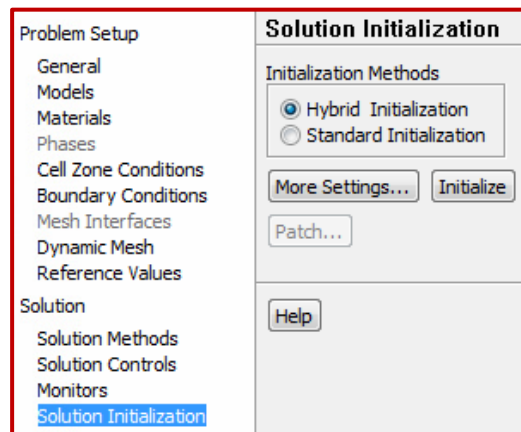 Problem Setup
General
Models
Materials
Phases
Cell Zone Conditions
Boundary Conditions
Mesh Interfaces
Dynamic Mesh
Reference Values
Solution
Solution Methods
Solution Controls
Monitors
Solution Initialization
Solution Initialization
Initialization Methods
Hybrid Initialization
Standard Initialization
More Settings... Initialize
Patch...
Help